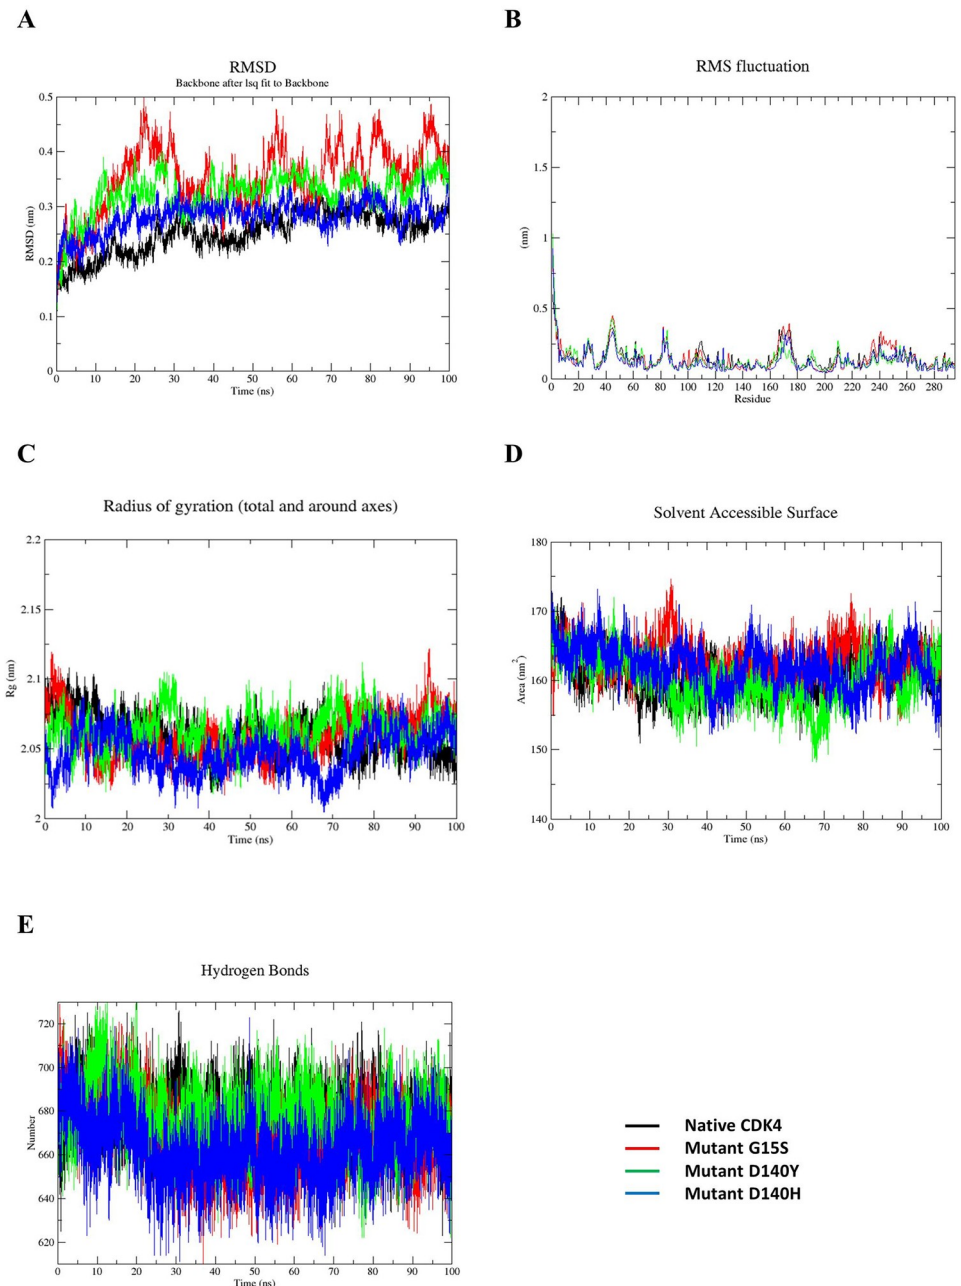 A
RMSD
Backbone after lsq fit to Backbone
0.5
0.4
0.3
0.2
0.1
0
RMSD (nm)
0 10 20 30 40 50 60 70 80 90 100
Time (ns)
B
RMS fluctuation
2
1.5
1
0.5
0
(nm)
0 20 40 60 80 100 120 140 160 180 200 220 240 260 280
Residue
C
Radius of gyration (total and around axes)
2.2
2.15
2.1
2.05
2
Rg (nm)
0 10 20 30 40 50 60 70 80 90 100
Time (ns)
D
Solvent Accessible Surface
180
170
160
150
140
Area (nm²)
0 10 20 30 40 50 60 70 80 90 100
Time (ns)
E
Hydrogen Bonds
720
700
680
660
640
620
Number
0 10 20 30 40 50 60 70 80 90 100
Time (ns)
Native CDK4
Mutant G15S
Mutant D140Y
Mutant D140H